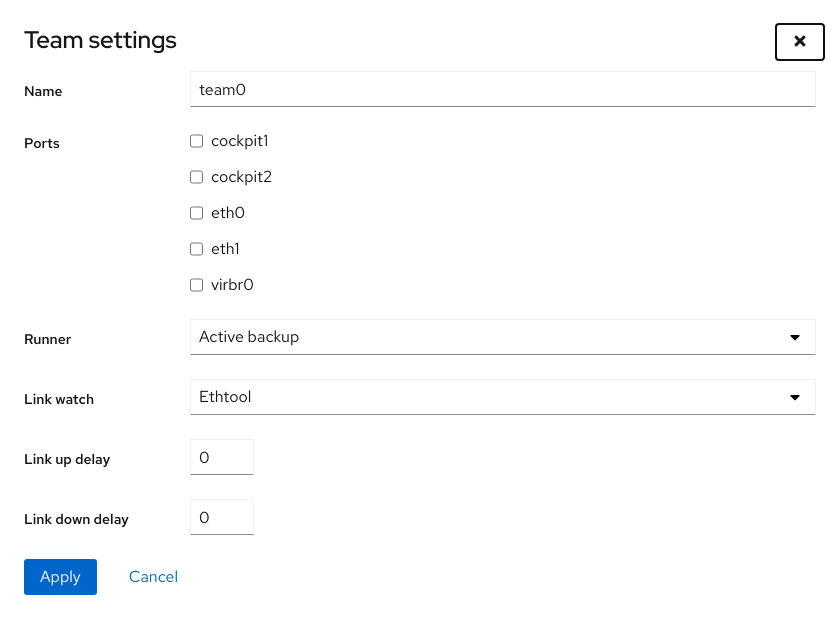 Team settings
Name
team0
Ports
cockpit1
cockpit2
eth0
eth1
virbr0
Runner
Active backup
Link watch
Ethtool
Link up delay
0
Link down delay
0
Apply
Cancel